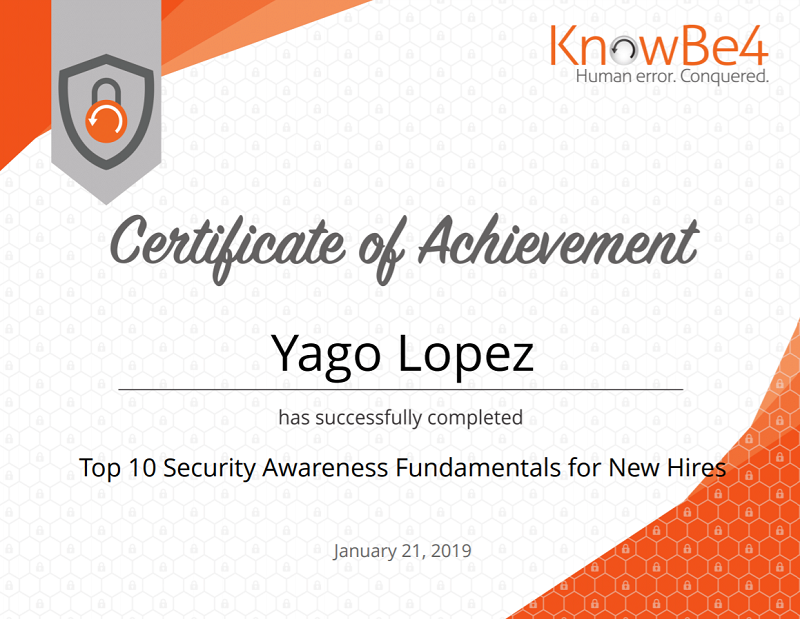 KnowBe4
Human error. Conquered.
Certificate of Achievement
Yago Lopez
has successfully completed
Top 10 Security Awareness Fundamentals for New Hires
January 21, 2019